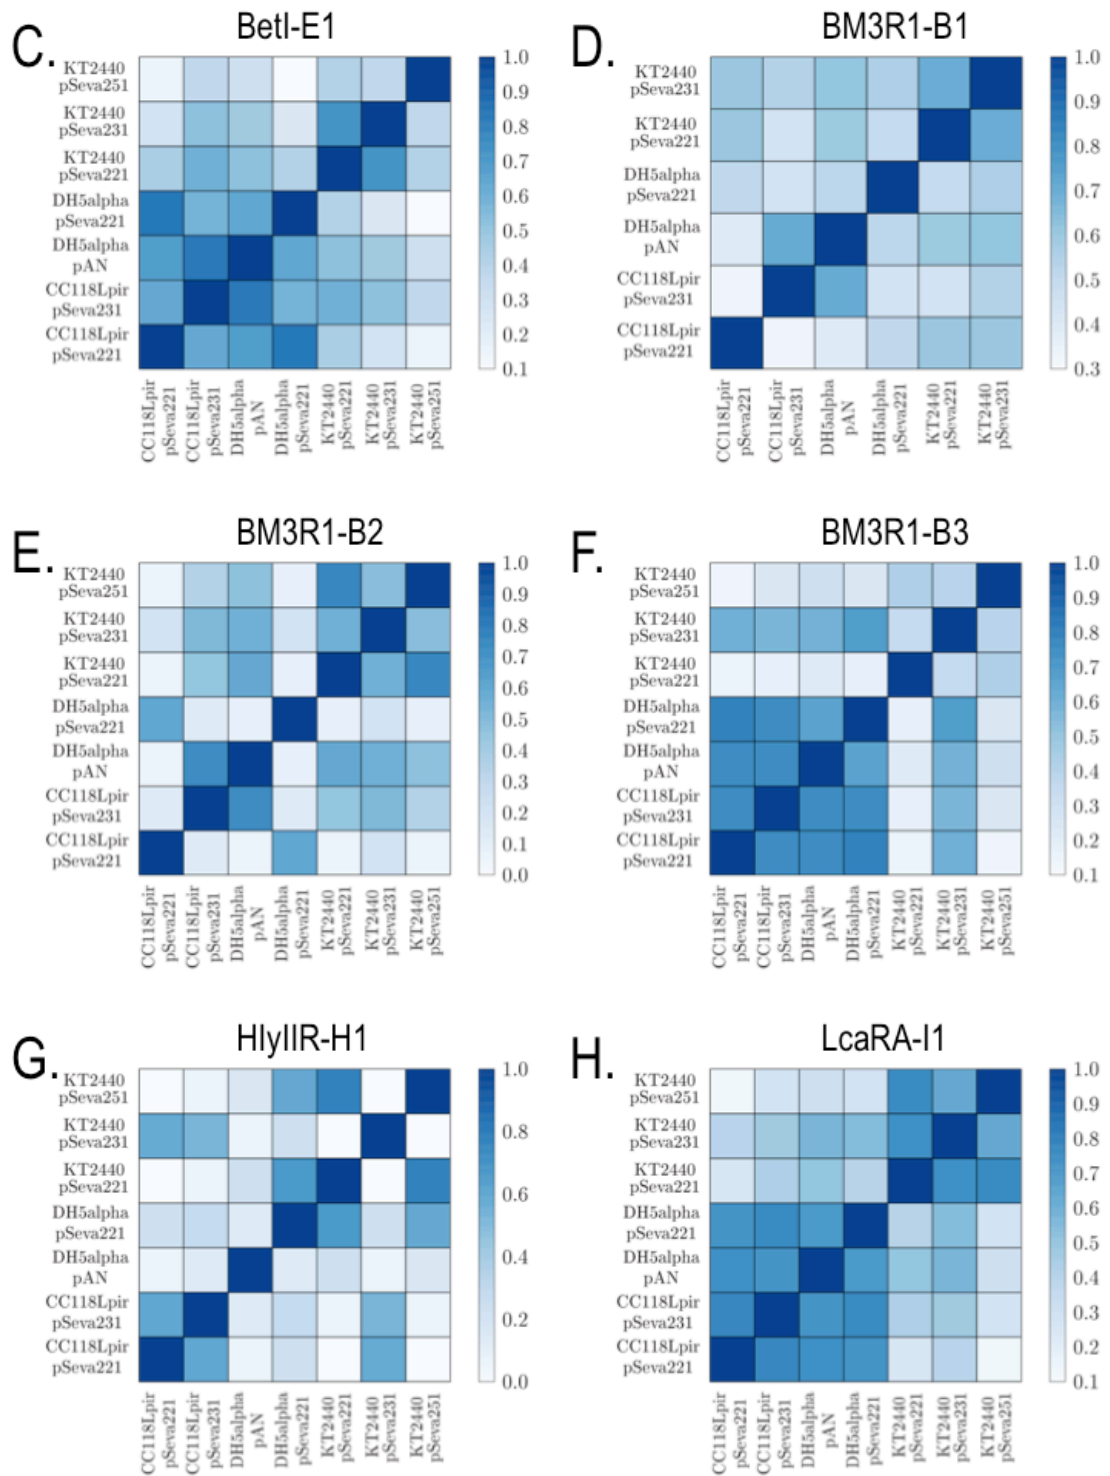 C.
BetI-E1
KT2440
pSeva251
KT2440
pSeva231
KT2440
pSeva221
DH5alpha
pSeva221
DH5alpha
pAN
CC118Lpir
pSeva231
CC118Lpir
pSeva221
1.0
0.9
0.8
0.7
0.6
0.5
0.4
0.3
0.2
0.1
CC118Lpir
pSeva221
CC118Lpir
pSeva231
DH5alpha
pAN
DH5alpha
pSeva221
KT2440
pSeva221
KT2440
pSeva231
KT2440
pSeva251
D.
BM3R1-B1
KT2440
pSeva231
KT2440
pSeva221
DH5alpha
pSeva221
DH5alpha
pAN
CC118Lpir
pSeva231
CC118Lpir
pSeva221
1.0
0.9
0.8
0.7
0.6
0.5
0.4
0.3
CC118Lpir
pSeva221
CC118Lpir
pSeva231
DH5alpha
pAN
DH5alpha
pSeva221
KT2440
pSeva221
KT2440
pSeva231
E.
BM3R1-B2
KT2440
pSeva251
KT2440
pSeva231
KT2440
pSeva221
DH5alpha
pSeva221
DH5alpha
pAN
CC118Lpir
pSeva231
CC118Lpir
pSeva221
1.0
0.9
0.8
0.7
0.6
0.5
0.4
0.3
0.2
0.1
0.0
CC118Lpir
pSeva221
CC118Lpir
pSeva231
DH5alpha
pAN
DH5alpha
pSeva221
KT2440
pSeva221
KT2440
pSeva231
KT2440
pSeva251
F.
BM3R1-B3
KT2440
pSeva251
KT2440
pSeva231
KT2440
pSeva221
DH5alpha
pSeva221
DH5alpha
pAN
CC118Lpir
pSeva231
CC118Lpir
pSeva221
1.0
0.9
0.8
0.7
0.6
0.5
0.4
0.3
0.2
0.1
CC118Lpir
pSeva221
CC118Lpir
pSeva231
DH5alpha
pAN
DH5alpha
pSeva221
KT2440
pSeva221
KT2440
pSeva231
KT2440
pSeva251
G.
HlyIIR-H1
KT2440
pSeva251
KT2440
pSeva231
KT2440
pSeva221
DH5alpha
pSeva221
DH5alpha
pAN
CC118Lpir
pSeva231
CC118Lpir
pSeva221
1.0
0.8
0.6
0.4
0.2
0.0
CC118Lpir
pSeva221
CC118Lpir
pSeva231
DH5alpha
pAN
DH5alpha
pSeva221
KT2440
pSeva221
KT2440
pSeva231
KT2440
pSeva251
H.
LcaRA-I1
KT2440
pSeva251
KT2440
pSeva231
KT2440
pSeva221
DH5alpha
pSeva221
DH5alpha
pAN
CC118Lpir
pSeva231
CC118Lpir
pSeva221
1.0
0.9
0.8
0.7
0.6
0.5
0.4
0.3
0.2
0.1
CC118Lpir
pSeva221
CC118Lpir
pSeva231
DH5alpha
pAN
DH5alpha
pSeva221
KT2440
pSeva221
KT2440
pSeva231
KT2440
pSeva251